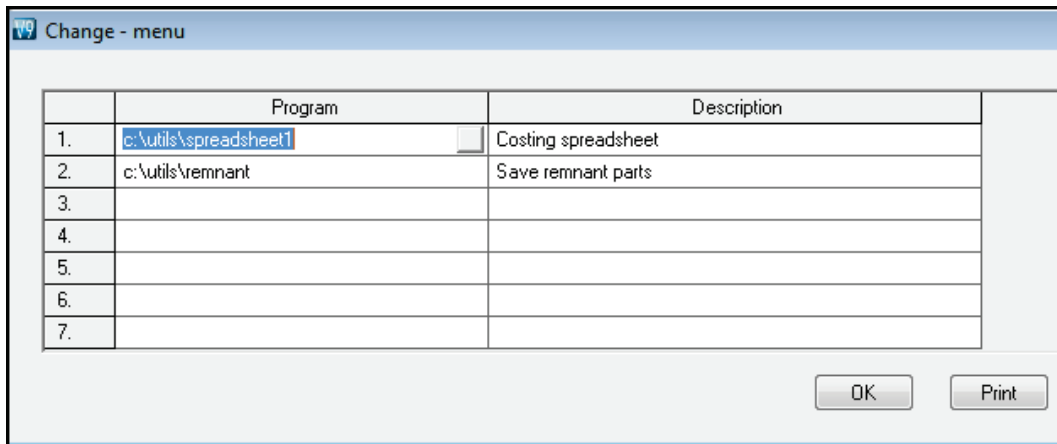 V9 Change - menu
Program Description
1. c:\utils\spreadsheet1 Costing spreadsheet
2. c:\utils\remnant Save remnant parts
3.
4.
5.
6.
7.
OK Print